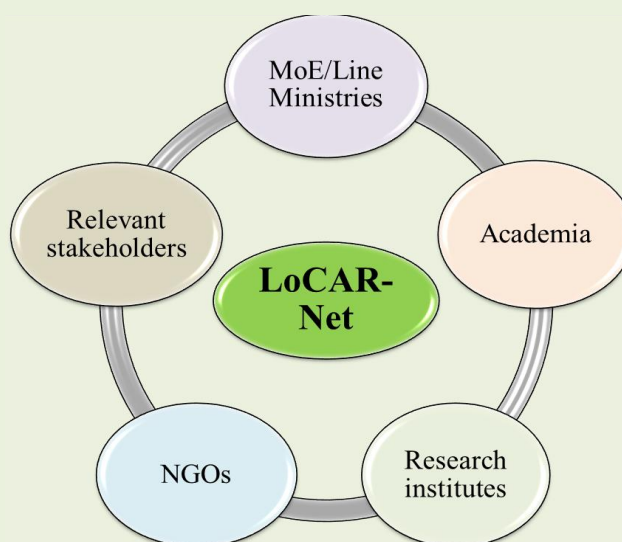 MoE/Line
Ministries
Relevant
stakeholders
Academia
LoCAR-
Net
NGOs
Research
institutes